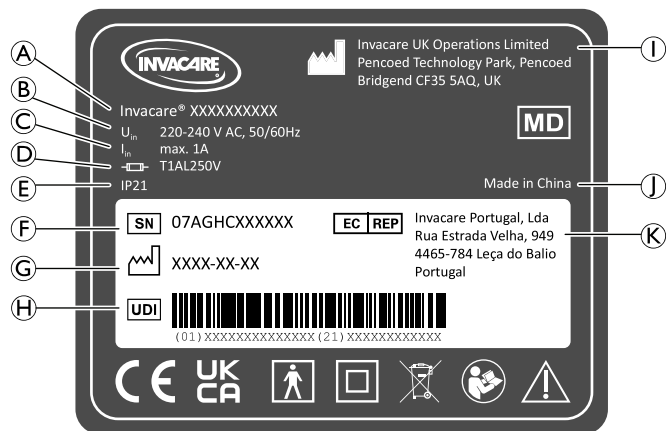 INVACARE
Invacare UK Operations Limited
Pencoed Technology Park, Pencoed
Bridgend CF35 5AQ, UK
A
Invacare® XXXXXXXXXX
B
Uin 220-240 V AC, 50/60Hz
C
Iin max. 1A
D
T1AL250V
E
IP21
MD
Made in China
F
SN 07AGHCXXXXXX
G
XXXX-XX-XX
H
UDI
(01)XXXXXXXXXXXXXX(21)XXXXXXXXXXXX
EC REP
Invacare Portugal, Lda
Rua Estrada Velha, 949
4465-784 Leça do Balio
Portugal
I
J
K
CE
UK
CA